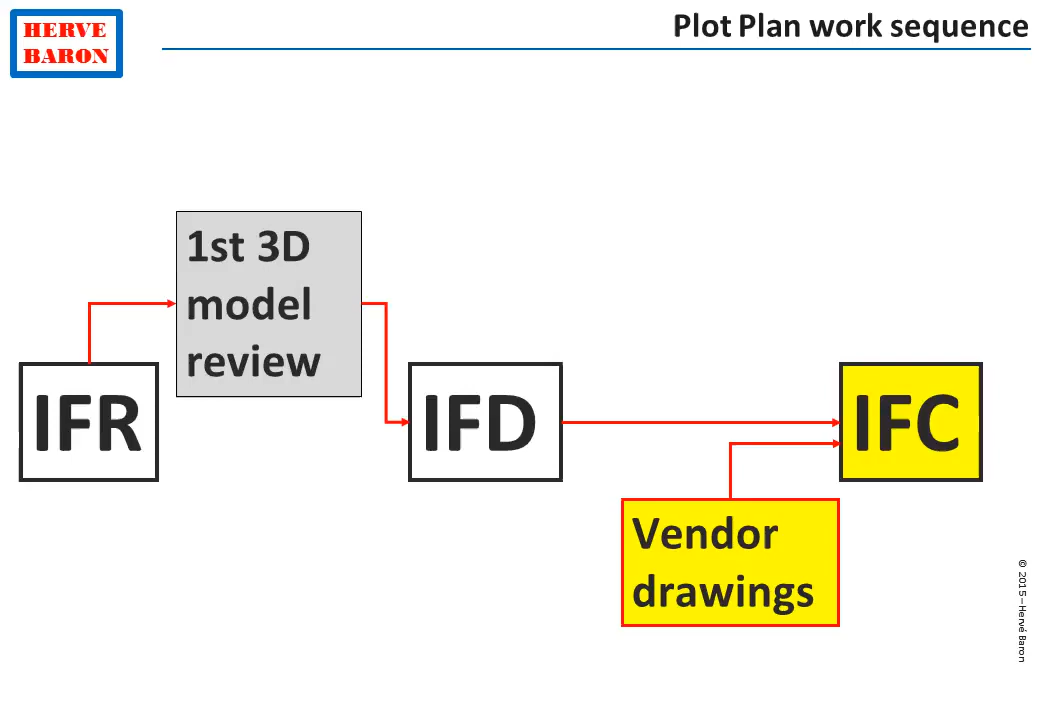 HERVE
BARON
Plot Plan work sequence
1st 3D
model
review
IFR
IFD
IFC
Vendor
drawings
© 2015 – Hervé Baron